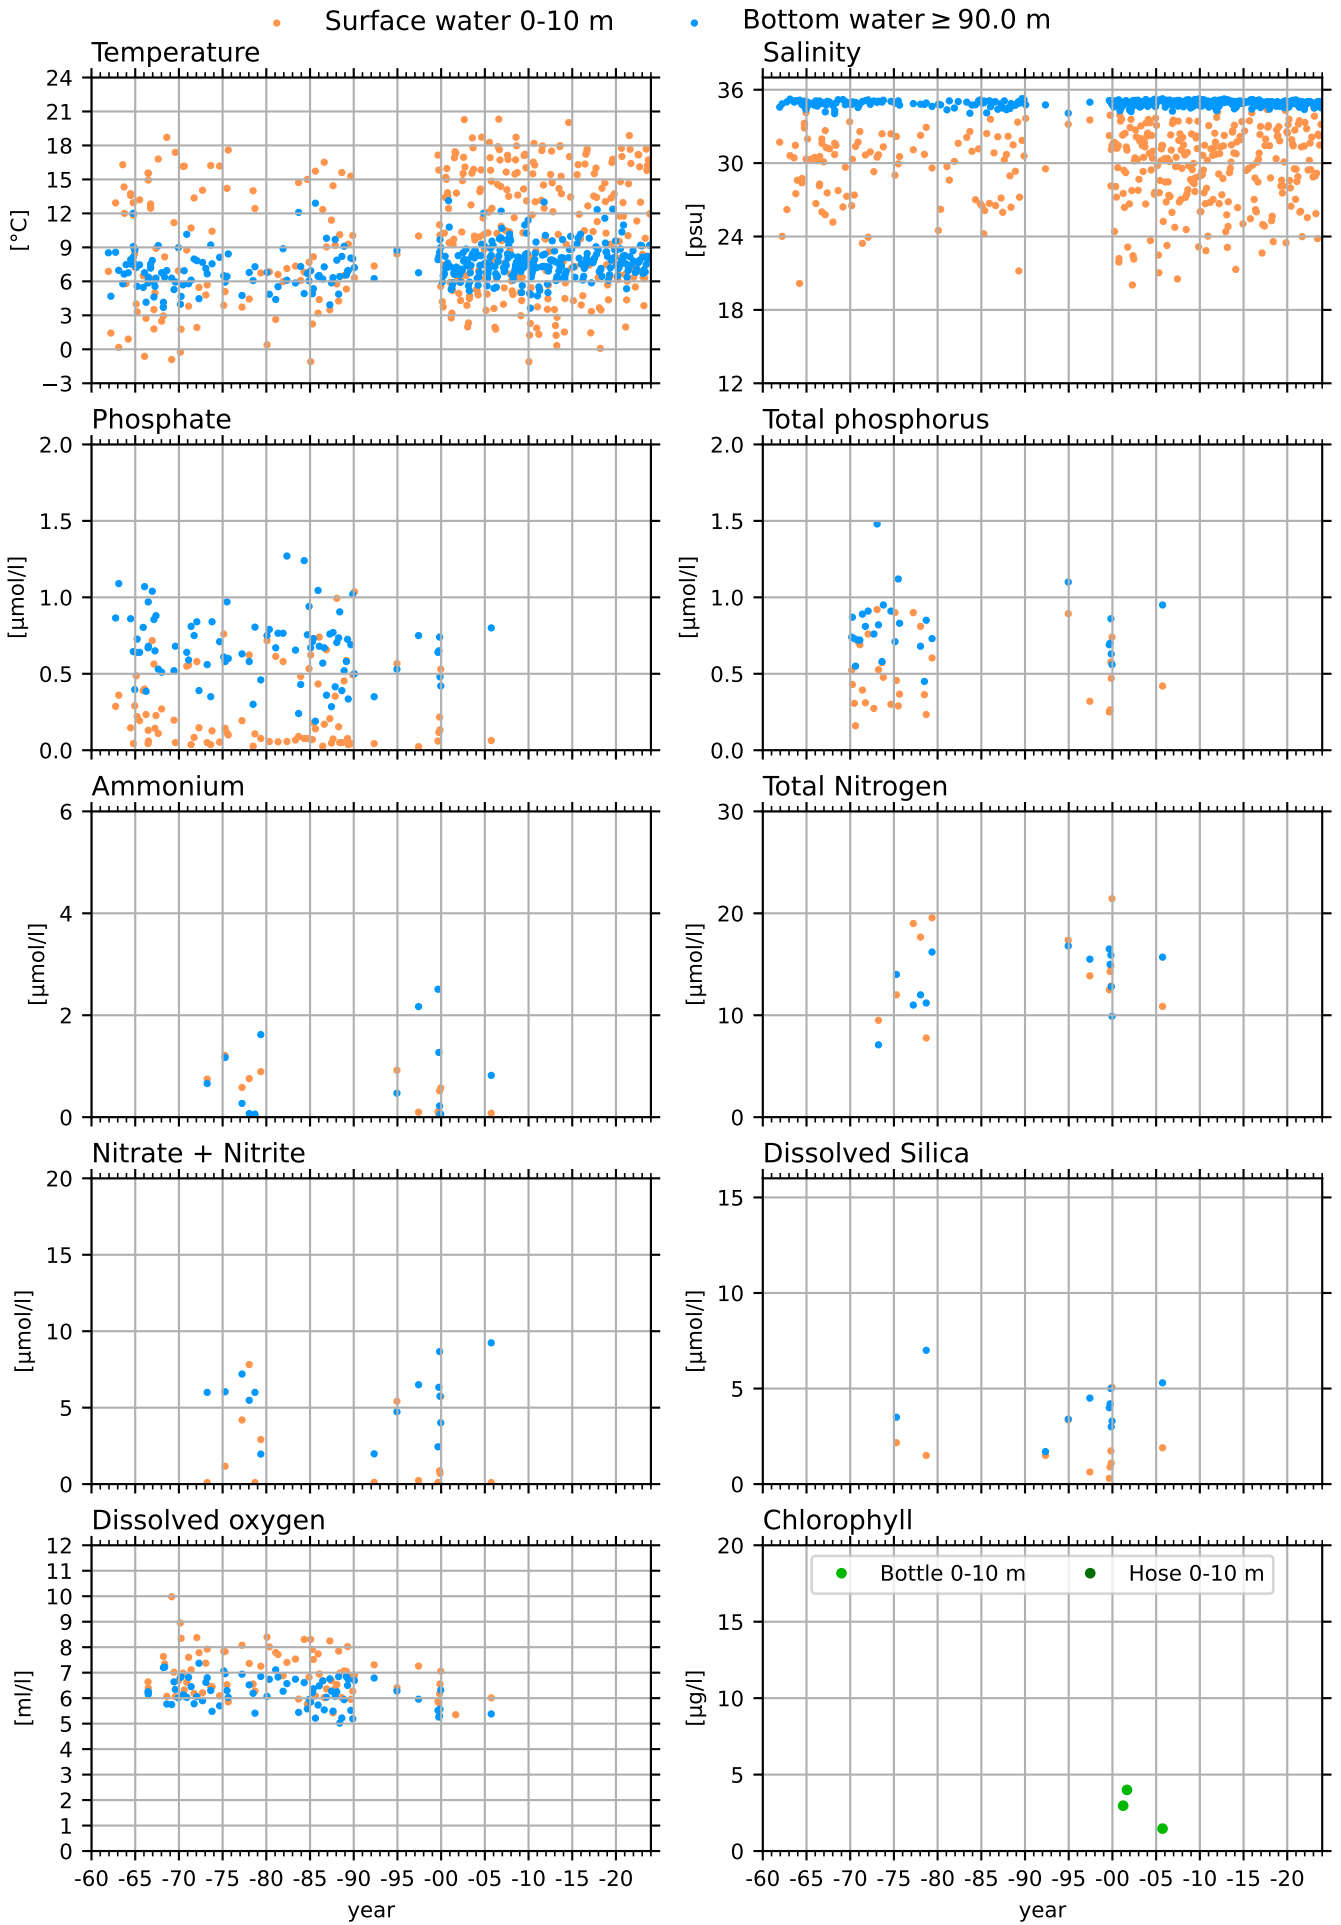 Surface water 0-10 m
Bottom water ≥ 90.0 m
Temperature
Salinity
24
21
18
15
12
9
6
3
0
−3
[°C]
36
30
24
18
12
[psu]
Phosphate
Total phosphorus
2.0
1.5
1.0
0.5
0.0
[µmol/l]
2.0
1.5
1.0
0.5
0.0
[µmol/l]
Ammonium
Total Nitrogen
6
4
2
0
[µmol/l]
30
20
10
0
[µmol/l]
Nitrate + Nitrite
Dissolved Silica
20
15
10
5
0
[µmol/l]
15
10
5
0
[µmol/l]
Dissolved oxygen
Chlorophyll
12
11
10
9
8
7
6
5
4
3
2
1
0
[ml/l]
20
15
10
5
0
[µg/l]
Bottle 0-10 m
Hose 0-10 m
-60 -65 -70 -75 -80 -85 -90 -95 -00 -05 -10 -15 -20
-60 -65 -70 -75 -80 -85 -90 -95 -00 -05 -10 -15 -20
year
year